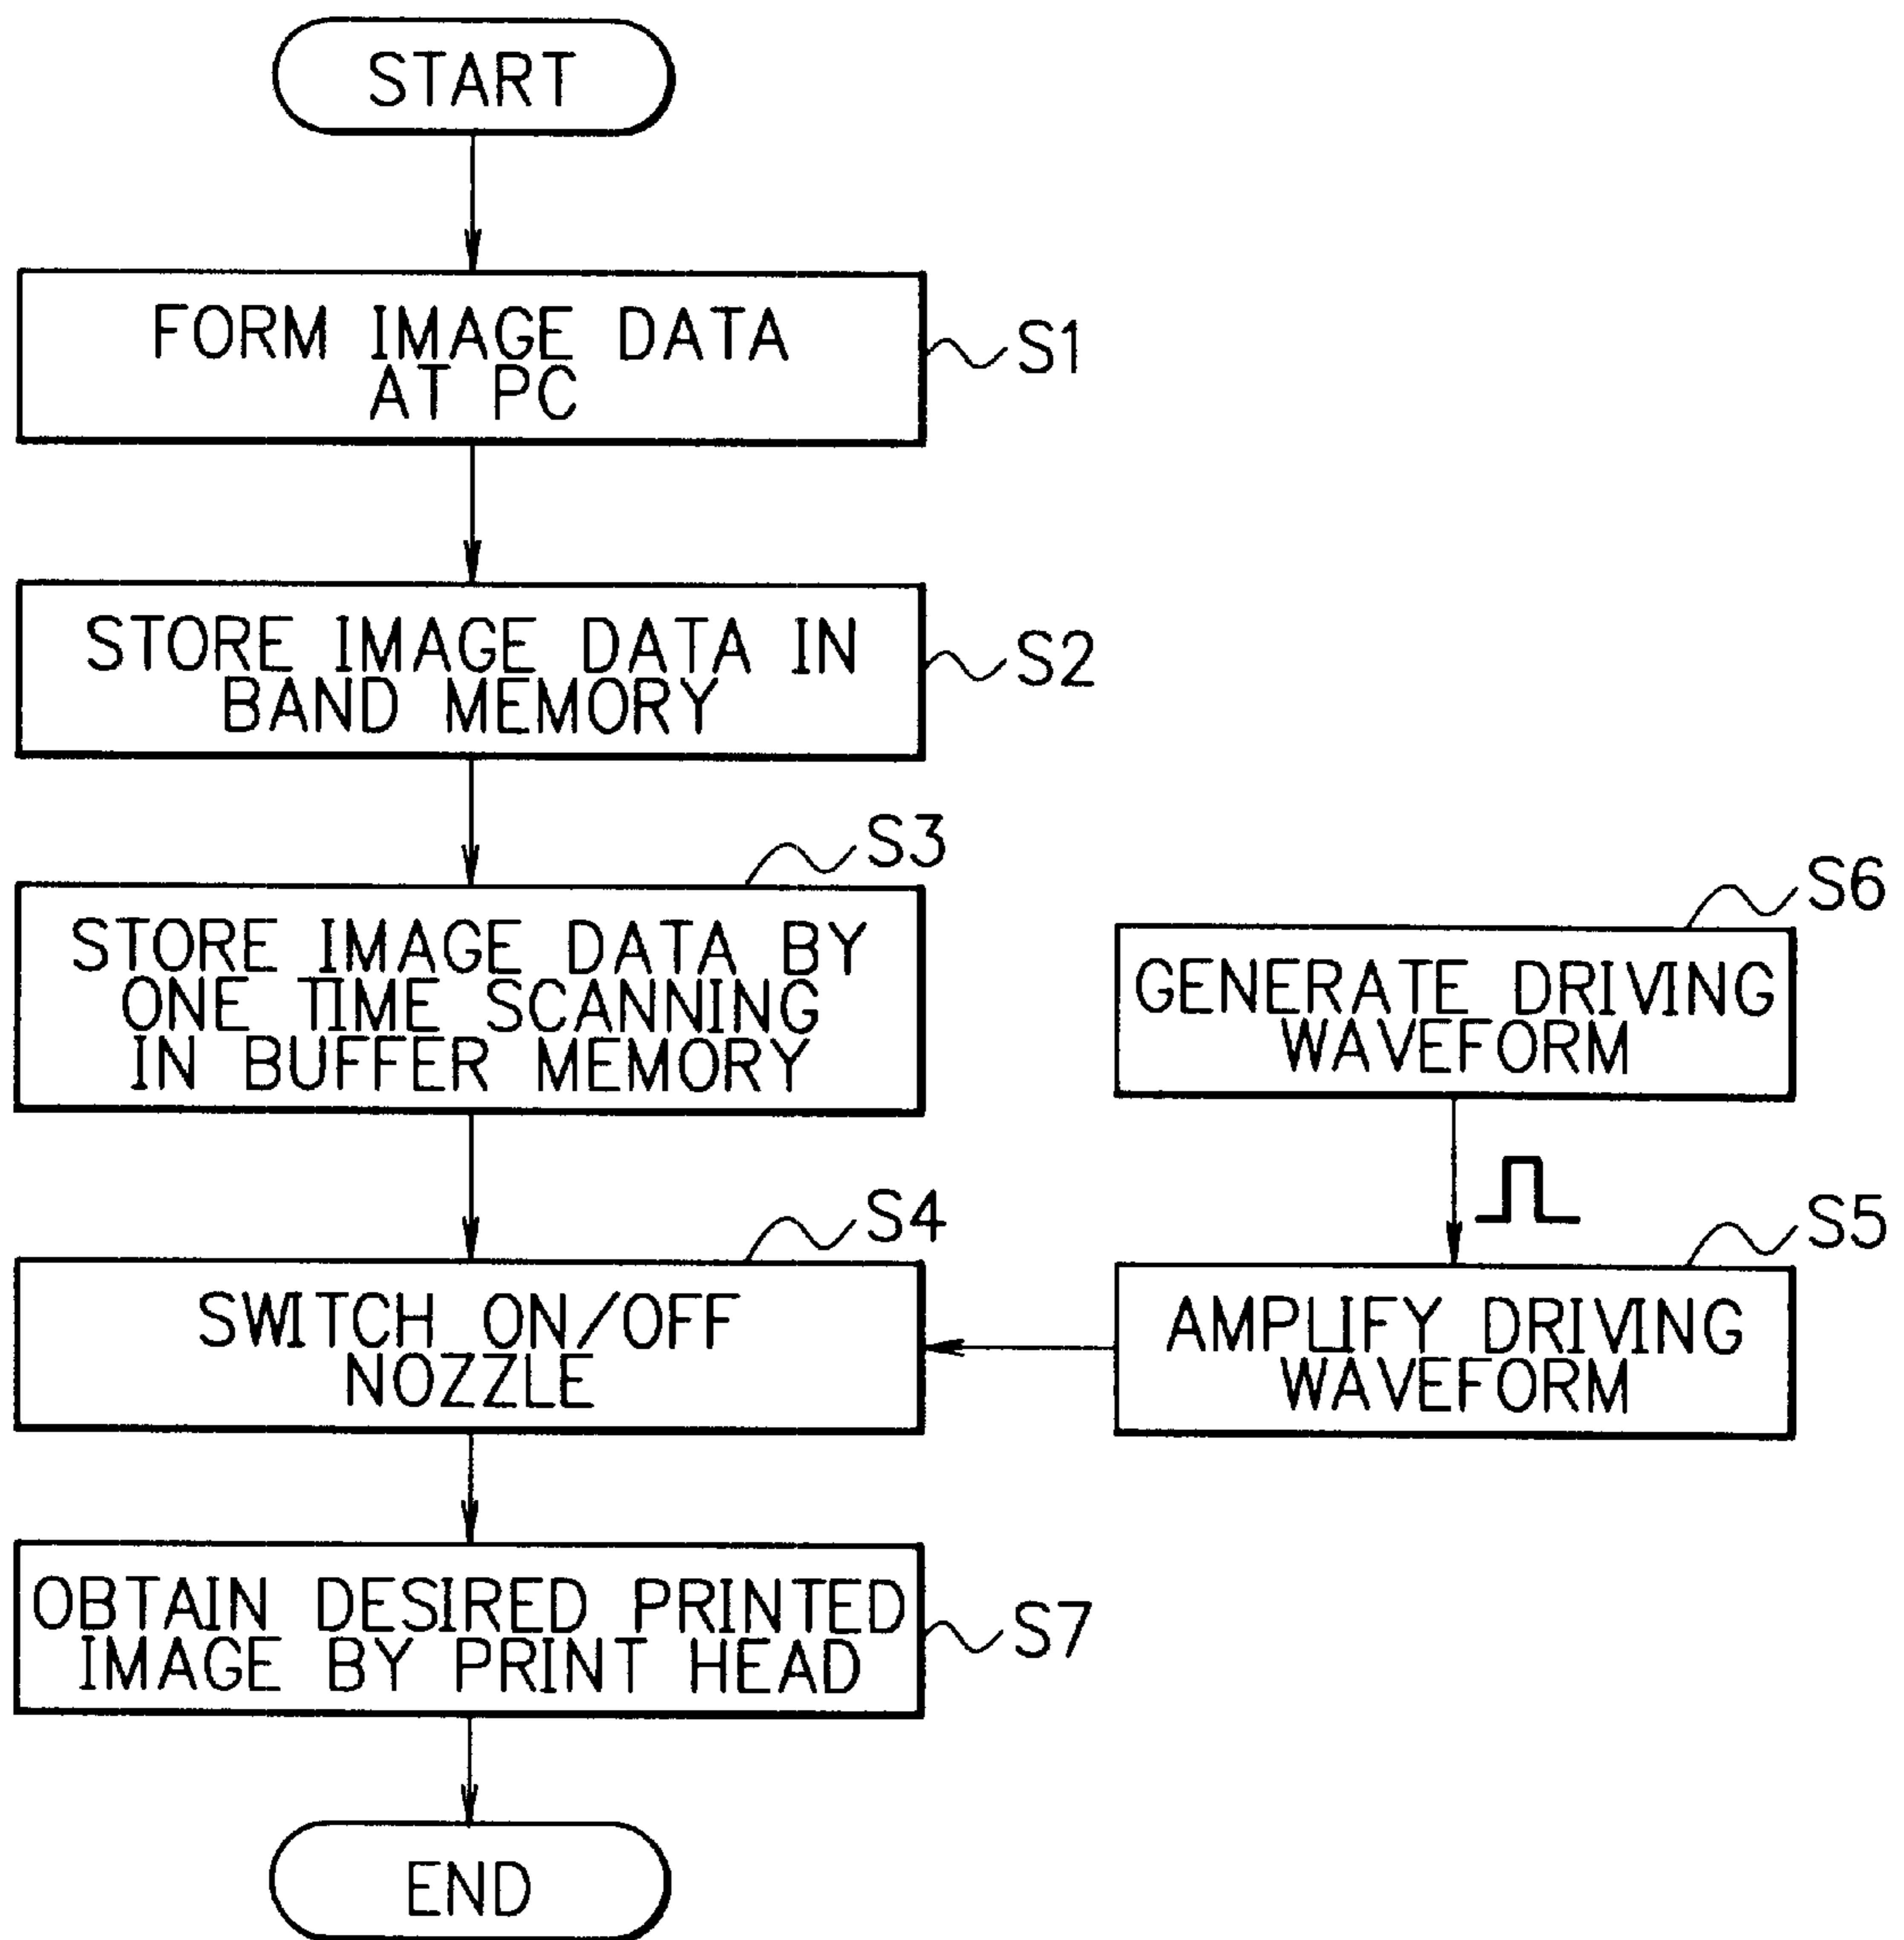 START
FORM IMAGE DATA
AT PC
S1
STORE IMAGE DATA IN
BAND MEMORY
S2
S3
STORE IMAGE DATA BY
ONE TIME SCANNING
IN BUFFER MEMORY
S6
GENERATE DRIVING
WAVEFORM
S4
SWITCH ON/OFF
NOZZLE
S5
AMPLIFY DRIVING
WAVEFORM
OBTAIN DESIRED PRINTED
IMAGE BY PRINT HEAD
S7
END